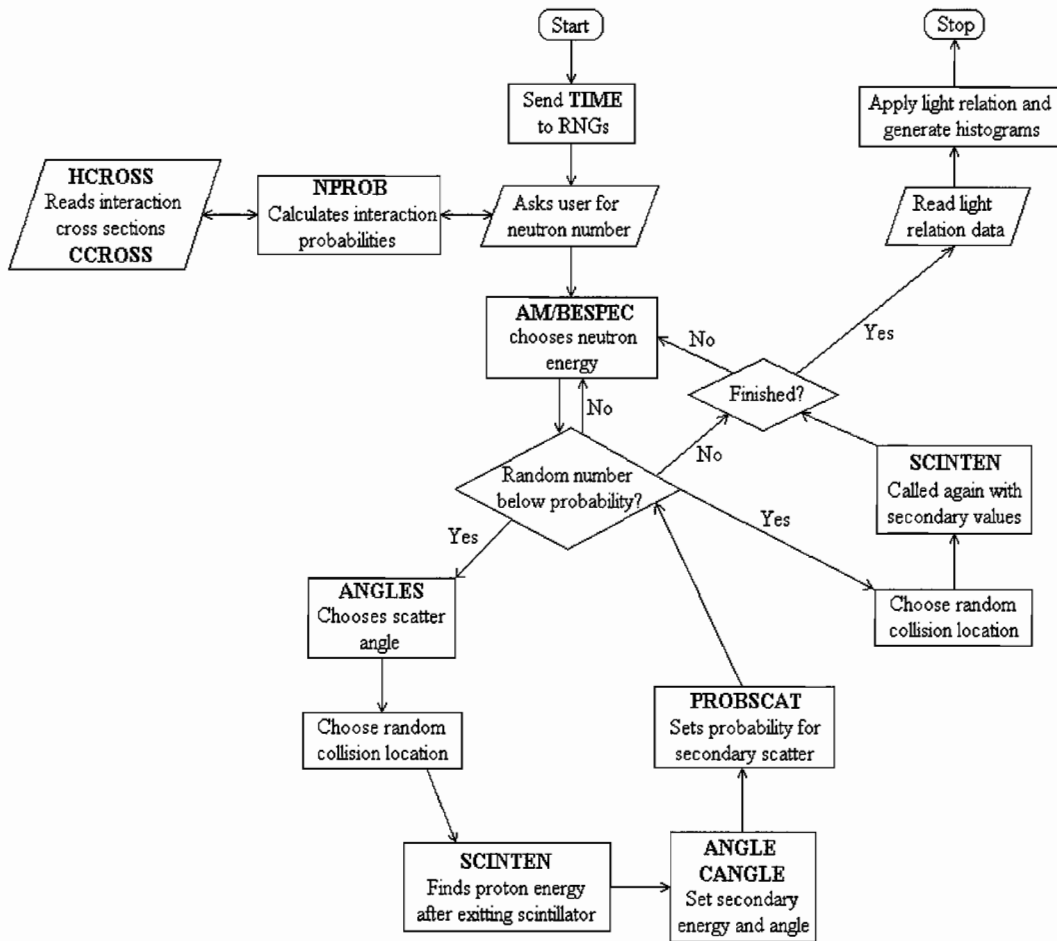 Start
Stop
Send TIME
to RNGs
Apply light relation and
generate histograms
HCROSS
Reads interaction
cross sections
CCROSS
NPROB
Calculates interaction
probabilities
Asks user for
neutron number
Read light
relation data
AM/BESPEC
chooses neutron
energy
No
Yes
Finished?
No
No
Random number
below probability?
SCINTEN
Called again with
secondary values
Yes
Yes
ANGLES
Chooses scatter
angle
Choose random
collision location
PROBSCAT
Sets probability for
secondary scatter
Choose random
collision location
SCINTEN
Finds proton energy
after exitting scintillator
ANGLE
CANGLE
Set secondary
energy and angle